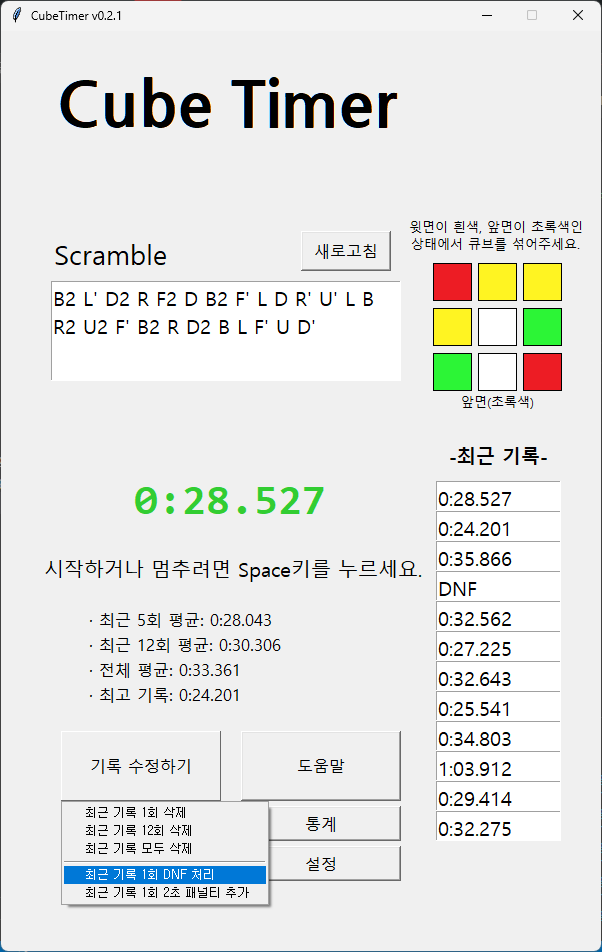 CubeTimer v0.2.1
Cube Timer
윗면이 흰색, 앞면이 초록색인
상태에서 큐브를 섞어주세요.
Scramble
새로고침
B2 L' D2 R F2 D B2 F' L D R' U' L B
R2 U2 F' B2 R D2 B L F' U D'
앞면(초록색)
-최근 기록-
0:28.527
0:24.201
0:35.866
DNF
0:32.562
0:27.225
0:32.643
0:25.541
0:34.803
1:03.912
0:29.414
0:32.275
0:28.527
시작하거나 멈추려면 Space키를 누르세요.
· 최근 5회 평균: 0:28.043
· 최근 12회 평균: 0:30.306
· 전체 평균: 0:33.361
· 최고 기록: 0:24.201
기록 수정하기
도움말
최근 기록 1회 삭제
최근 기록 12회 삭제
최근 기록 모두 삭제
최근 기록 1회 DNF 처리
최근 기록 1회 2초 패널티 추가
통계
설정